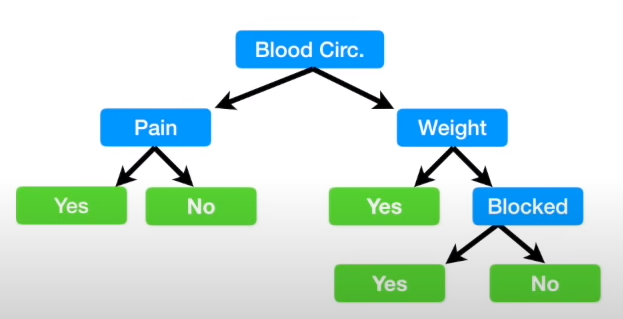 Blood Circ.
Pain
Weight
Yes
No
Yes
Blocked
Yes
No